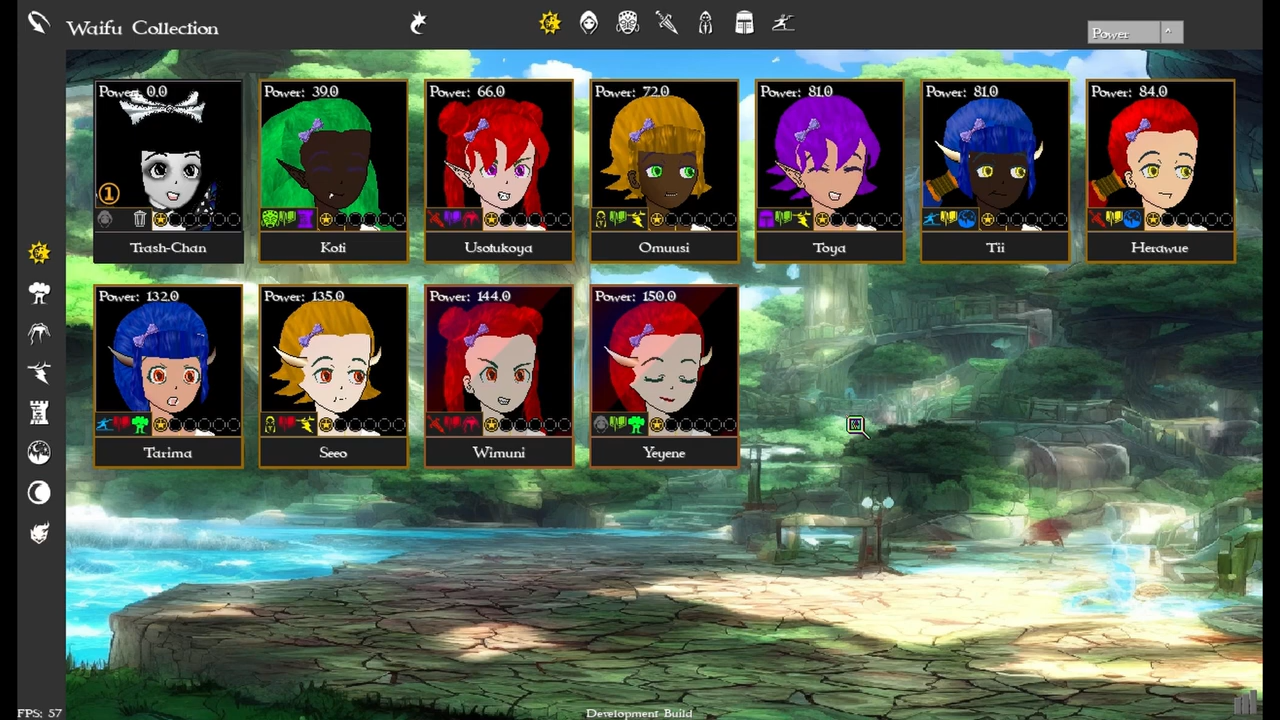 Waifu Collection
Power
Power: 0.0
Power: 39.0
Power: 66.0
Power: 72.0
Power: 81.0
Power: 81.0
Power: 84.0
1
Trash-Chan
Koti
Usotukoya
Omuusi
Toya
Tii
Herawue
Power: 132.0
Power: 135.0
Power: 144.0
Power: 150.0
Tarima
Seeo
Wimuni
Yeyene
FPS: 57
Development Build